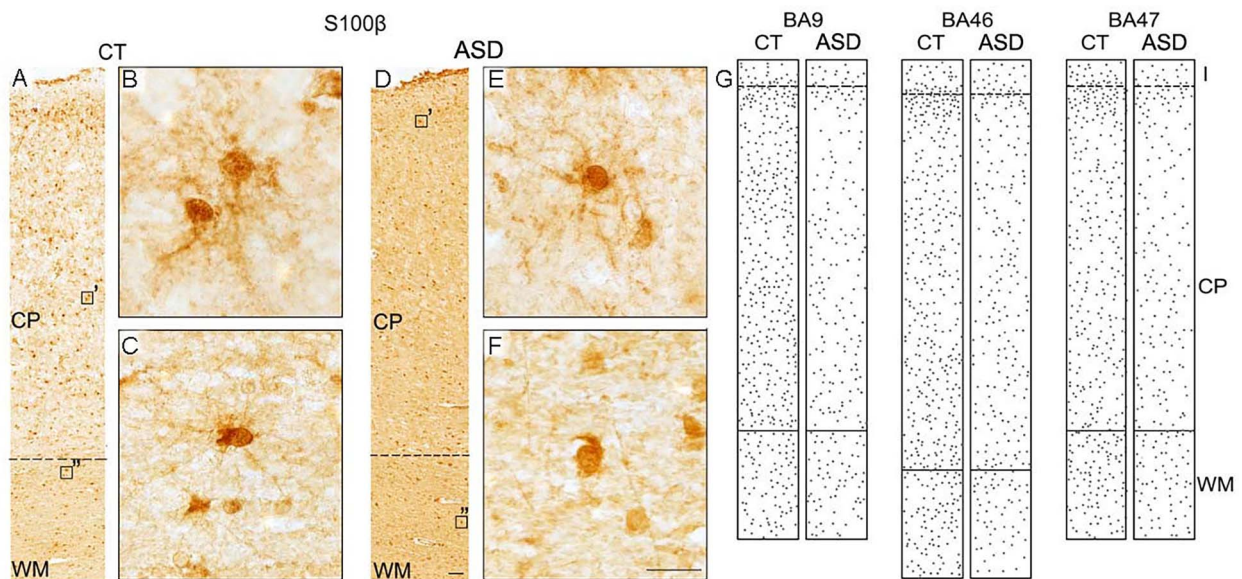 S100β
CT
ASD
A
B
C
D
E
F
'
"
'
"
CP
WM
CP
WM
G
BA9
BA46
BA47
CT
ASD
CT
ASD
CT
ASD
I
CP
WM